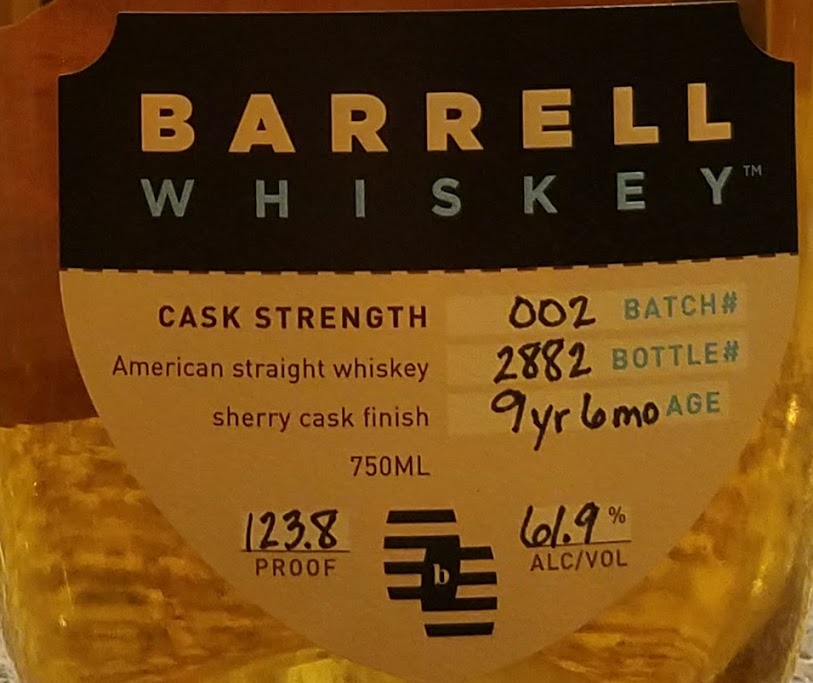 BARRELL
WHISKEY™
CASK STRENGTH 002 BATCH#
American straight whiskey 2882 BOTTLE#
sherry cask finish 9yr 6mo AGE
750ML
123.8 61.9 %
PROOF b ALC/VOL